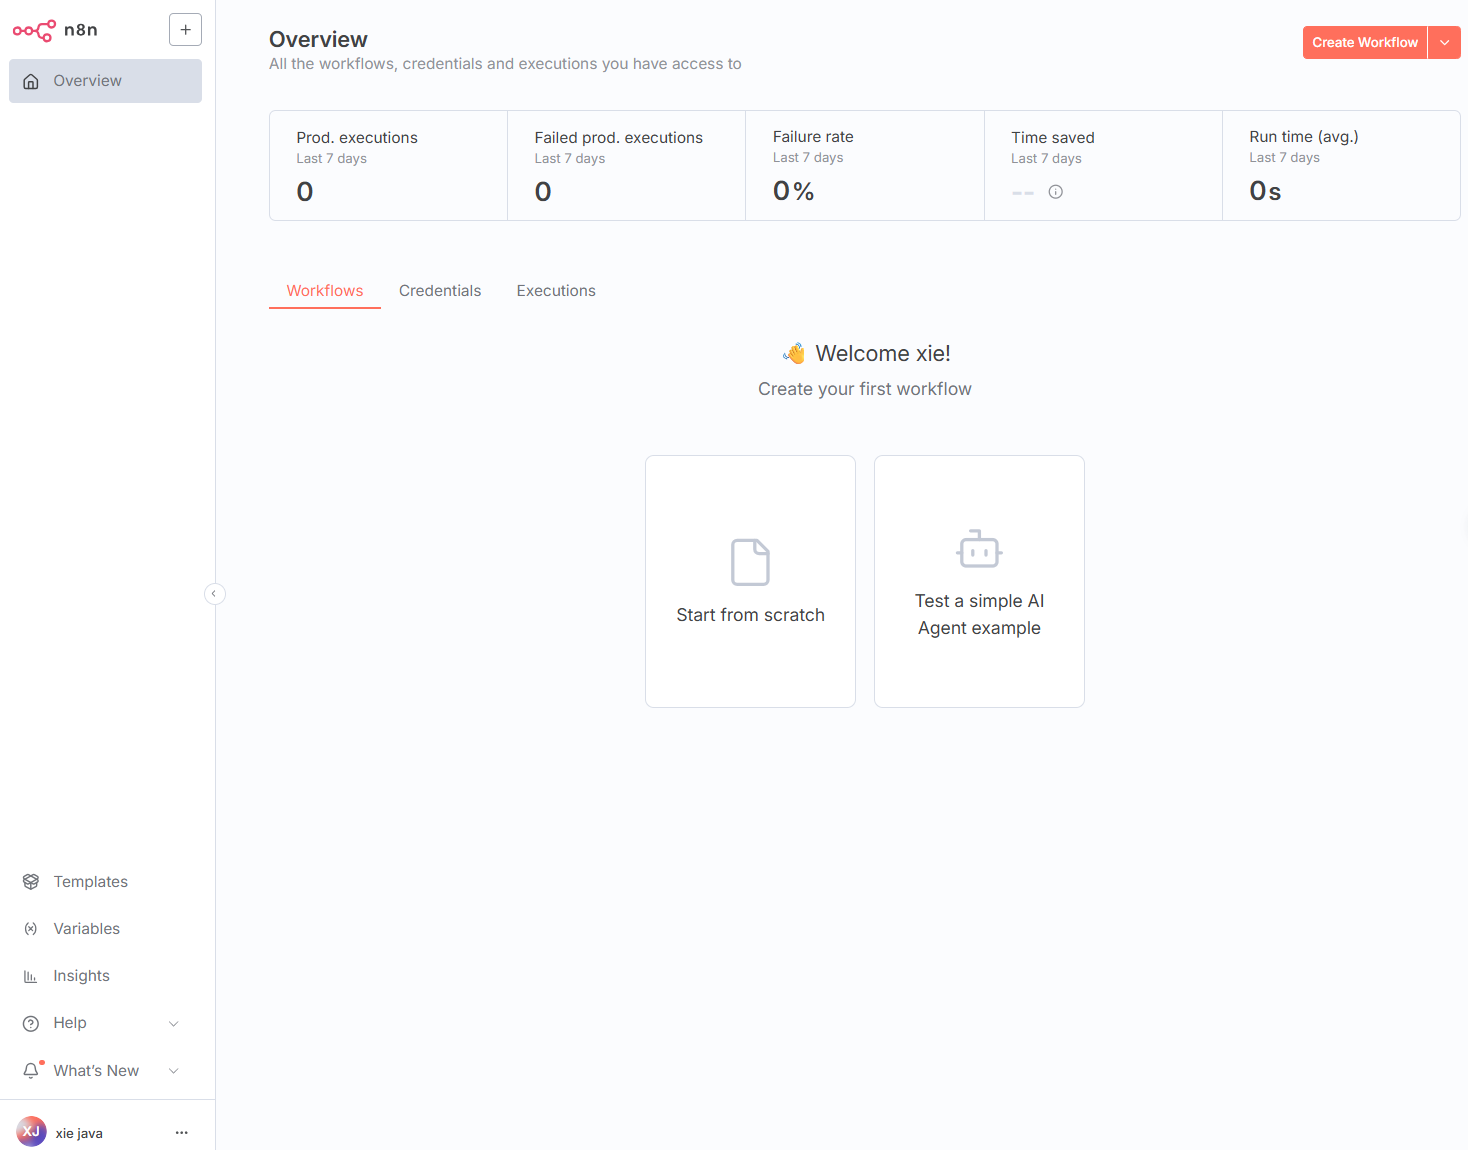 n8n
+
Overview
Overview
All the workflows, credentials and executions you have access to
Create Workflow
Prod. executions
Last 7 days
0
Failed prod. executions
Last 7 days
0
Failure rate
Last 7 days
0%
Time saved
Last 7 days
--
Run time (avg.)
Last 7 days
0s
Workflows
Credentials
Executions
👋 Welcome xie!
Create your first workflow
Start from scratch
Test a simple AI
Agent example
Templates
Variables
Insights
Help
What's New
XJ
xie java
...